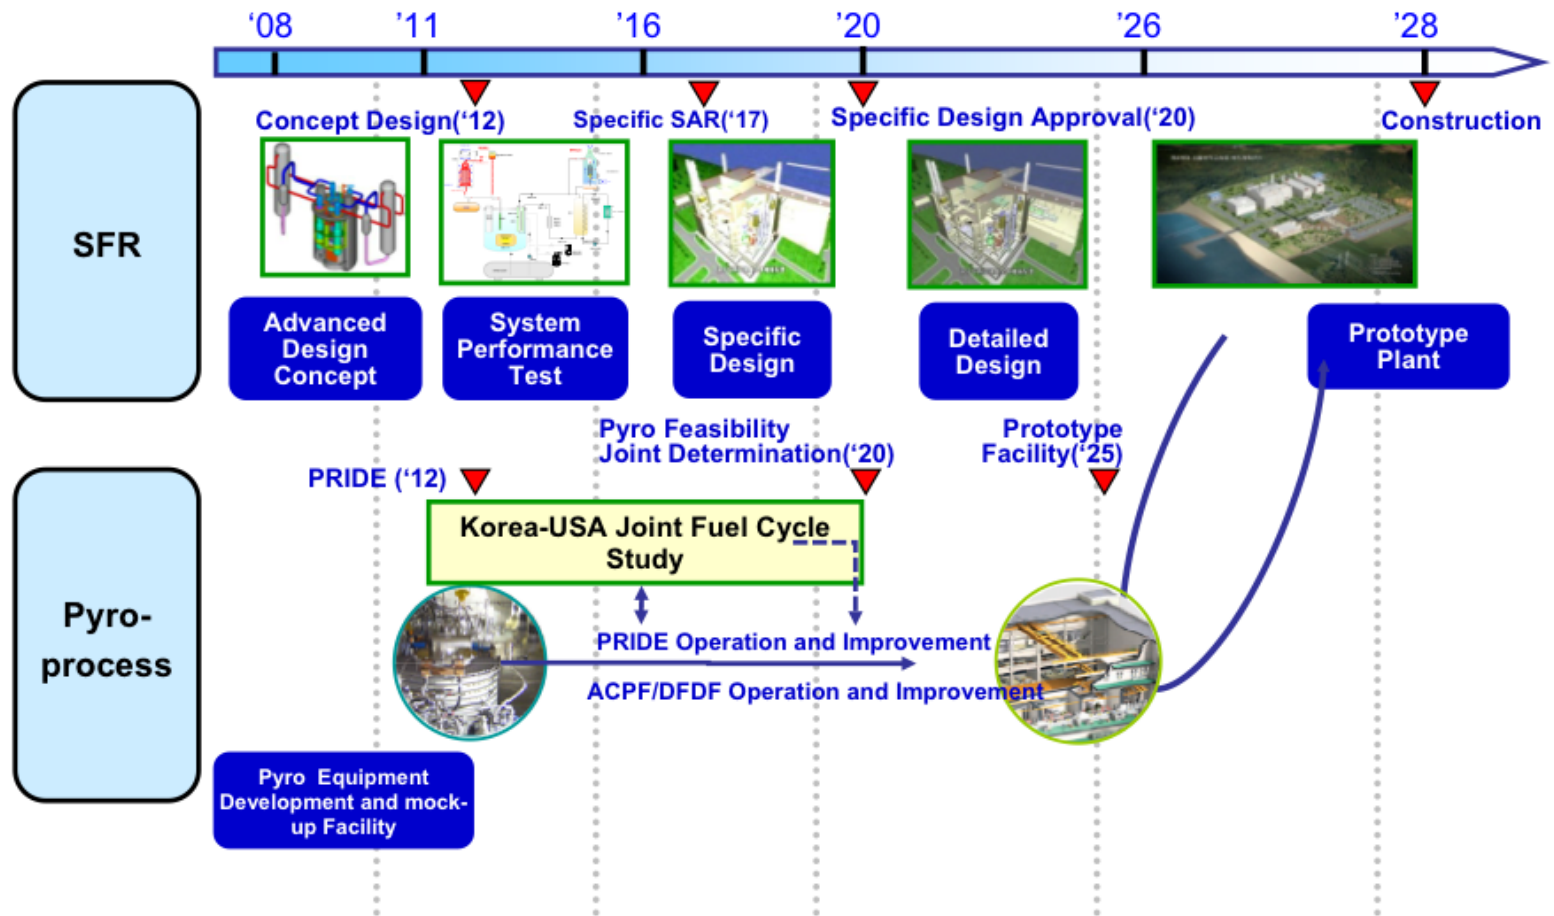 ‘08 ’11 ’16 ’20 ’26 ’28
Concept Design(‘12)
Specific SAR(‘17)
Specific Design Approval(‘20)
Construction
SFR
Advanced
Design
Concept
System
Performance
Test
Specific
Design
Detailed
Design
Prototype
Plant
Pyro Feasibility
Joint Determination(‘20)
Prototype
Facility(‘25)
PRIDE (‘12)
Korea-USA Joint Fuel Cycle
Study
Pyro-
process
PRIDE Operation and Improvement
ACPF/DFDF Operation and Improvement
Pyro Equipment
Development and mock-
up Facility